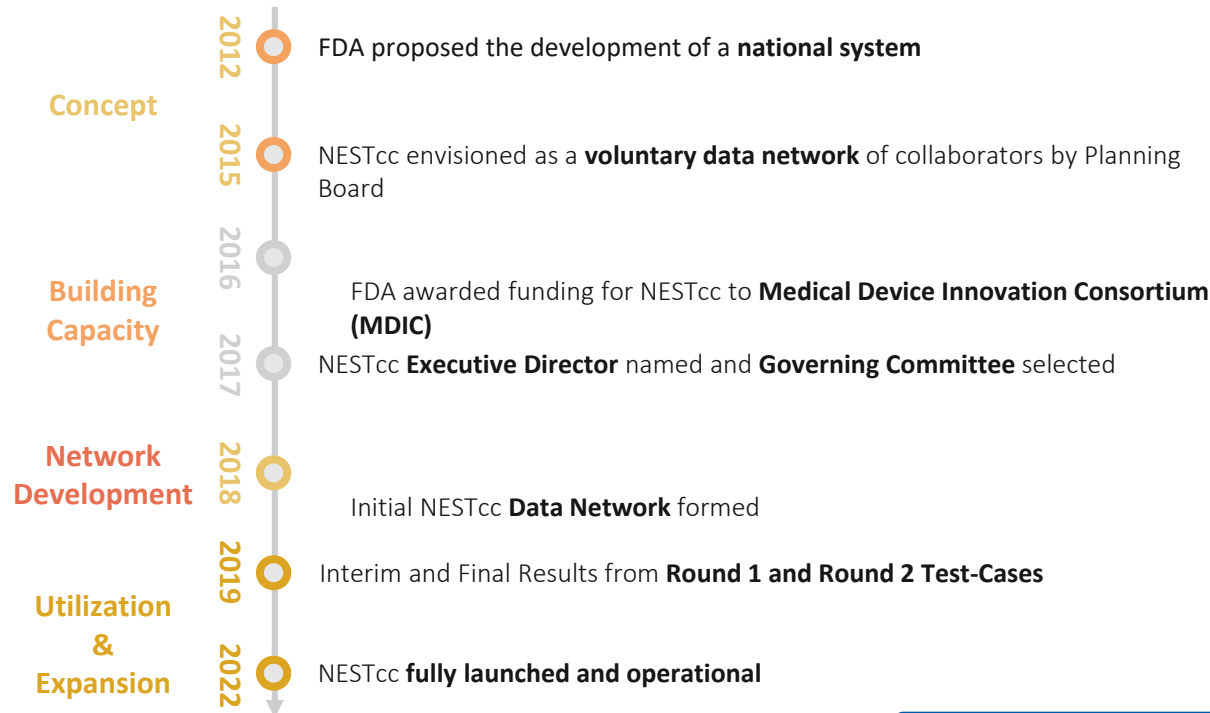 2012
FDA proposed the development of a national system
Concept
2015
NESTcc envisioned as a voluntary data network of collaborators by Planning
Board
2016
Building
Capacity
FDA awarded funding for NESTcc to Medical Device Innovation Consortium
(MDIC)
2017
NESTcc Executive Director named and Governing Committee selected
Network
Development
2018
Initial NESTcc Data Network formed
2019
Interim and Final Results from Round 1 and Round 2 Test-Cases
Utilization
&
Expansion
2022
NESTcc fully launched and operational